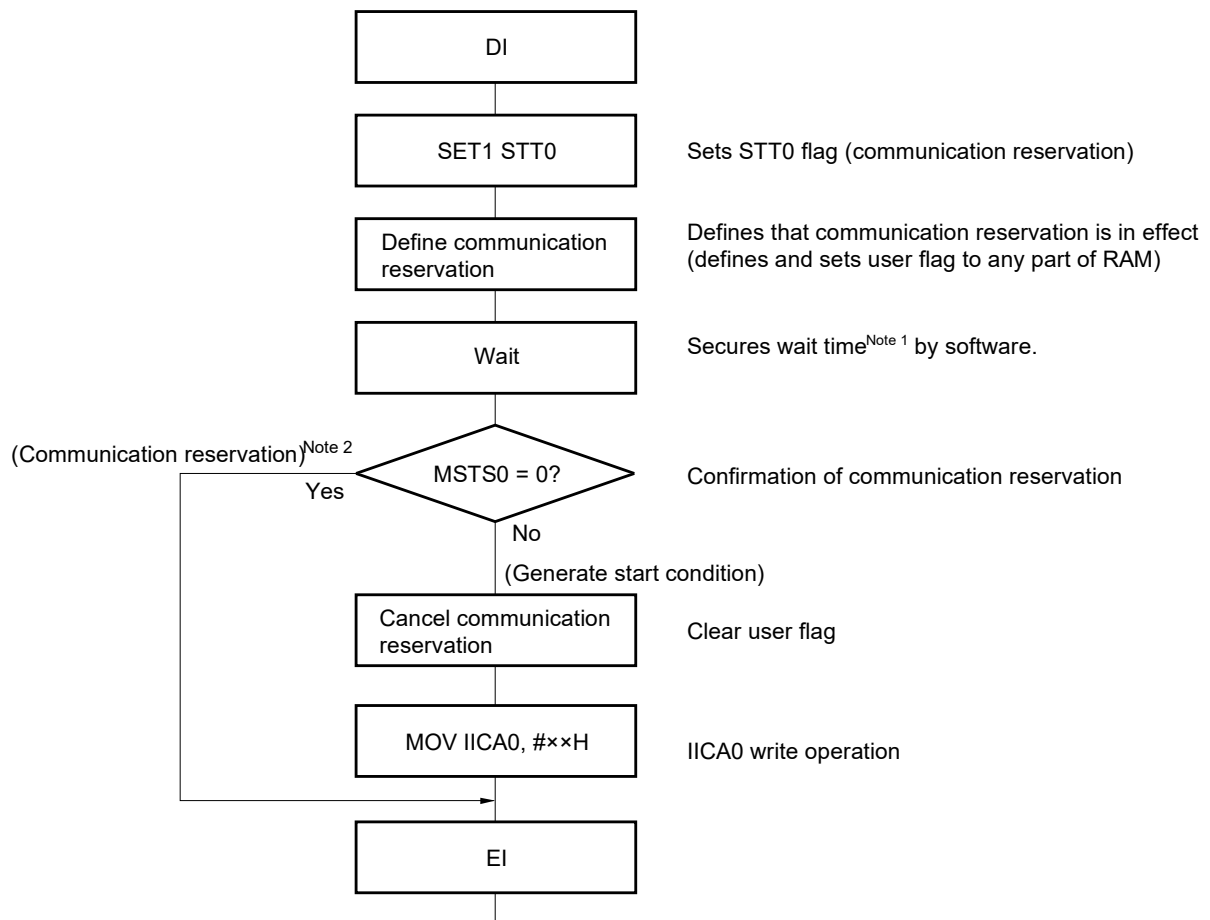 DI
SET1 STT0
Sets STT0 flag (communication reservation)
Define communication
reservation
Defines that communication reservation is in effect
(defines and sets user flag to any part of RAM)
Wait
Secures wait time Note 1 by software.
(Communication reservation) Note 2
Yes
MSTS0 = 0?
Confirmation of communication reservation
No
(Generate start condition)
Cancel communication
reservation
Clear user flag
MOV IICA0, #××H
IICA0 write operation
EI